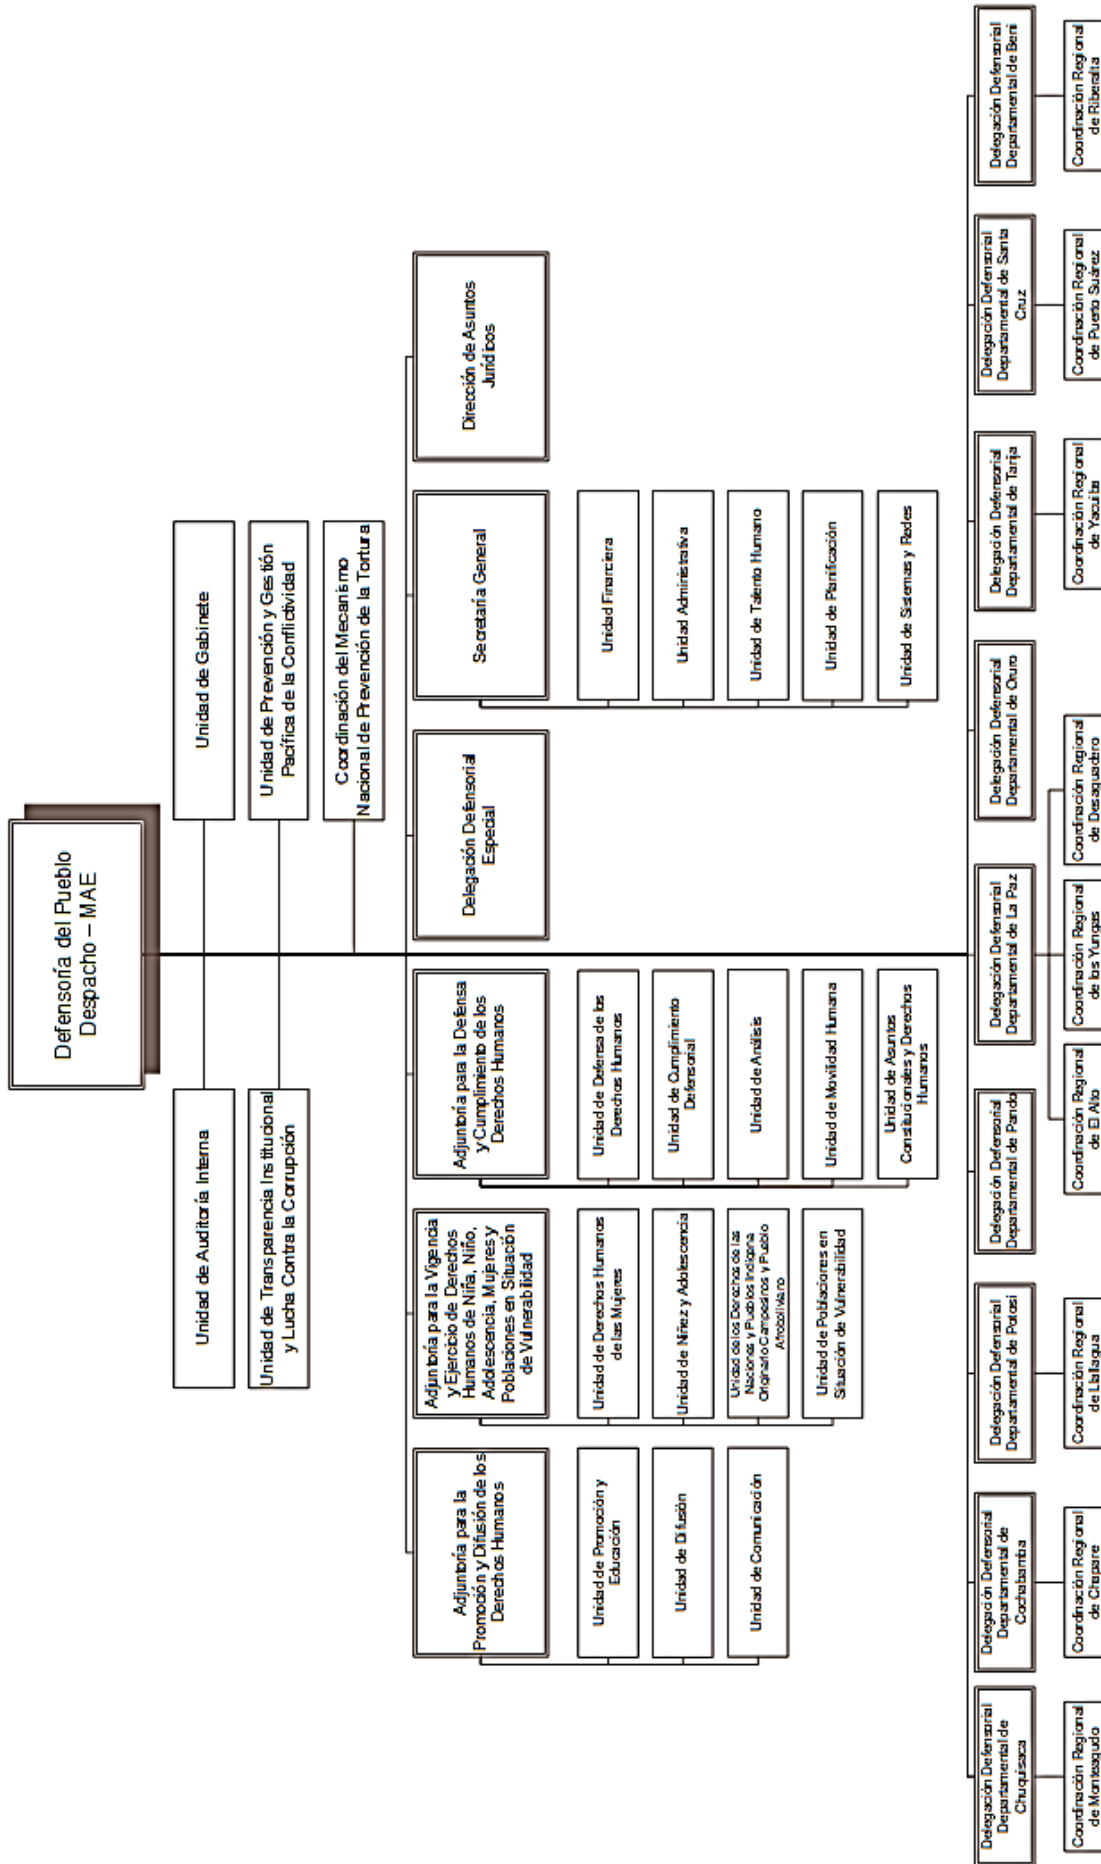 Defensoría del Pueblo
Despacho – MAE
Unidad de Auditoría Interna
Unidad de Gabinete
Unidad de Transparencia Institucional
y Lucha Contra la Corrupción
Unidad de Prevención y Gestión
Pacífica de la Conflictividad
Coordinación del Mecanismo
Nacional de Prevención de la Tortura
Adjuntoría para la
Promoción y Difusión de los
Derechos Humanos
Unidad de Promoción y
Educación
Unidad de Difusión
Unidad de Comunicación
Adjuntoría para la Vigencia
y Ejercicio de Derechos
Humanos de Niña, Niño,
Adolescencia, Mujeres y
Poblaciones en Situación
de Vulnerabilidad
Unidad de Derechos Humanos
de las Mujeres
Unidad de Niñez y Adolescencia
Unidad de los Derechos de las
Naciones y Pueblos Indígena
Originario Campesinos y Pueblo
Afroboliviano
Unidad de Poblaciones en
Situación de Vulnerabilidad
Adjuntoría para la Defensa
y Cumplimiento de los
Derechos Humanos
Unidad de Defensa de los
Derechos Humanos
Unidad de Cumplimiento
Defensorial
Unidad de Análisis
Unidad de Movilidad Humana
Unidad de Asuntos
Constitucionales y Derechos
Humanos
Delegación Defensorial
Especial
Secretaría General
Unidad Financiera
Unidad Administrativa
Unidad de Talento Humano
Unidad de Planificación
Unidad de Sistemas y Redes
Dirección de Asuntos
Jurídicos
Delegación Defensorial
Departamental de
Chuquisaca
Coordinación Regional
de Monteagudo
Delegación Defensorial
Departamental de
Cochabamba
Coordinación Regional
de Chapare
Delegación Defensorial
Departamental de Potosí
Coordinación Regional
de Llallagua
Delegación Defensorial
Departamental de Pando
Delegación Defensorial
Departamental de La Paz
Coordinación Regional
de El Alto
Coordinación Regional
de los Yungas
Coordinación Regional
de Desaguadero
Delegación Defensorial
Departamental de Oruro
Delegación Defensorial
Departamental de Tarija
Coordinación Regional
de Yacuiba
Delegación Defensorial
Departamental de Santa
Cruz
Coordinación Regional
de Puerto Suárez
Delegación Defensorial
Departamental de Beni
Coordinación Regional
de Riberalta